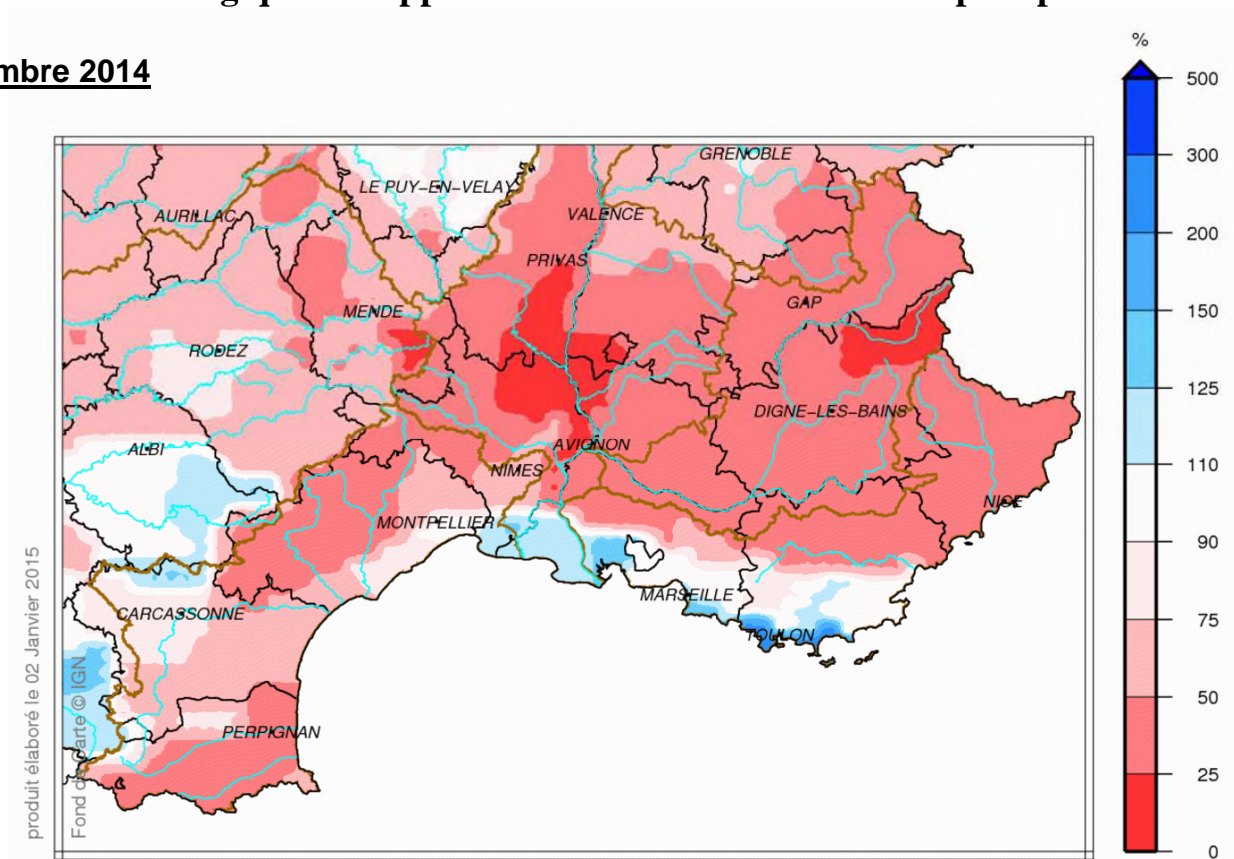 mbre 2014
%
500
300
200
150
125
110
90
75
50
25
0
GRENOBLE
LE PUY-EN-VELAY
AURILLAC
VALENCE
PRIVAS
GAP
MENDE
RODEZ
DIGNE-LES-BAINS
ALBI
AVIGNON
NIMES
NICE
MONTPELLIER
MARSEILLE
CARCASSONNE
TOULON
PERPIGNAN
produit élaboré le 02 Janvier 2015
Fond de Carte © IGN